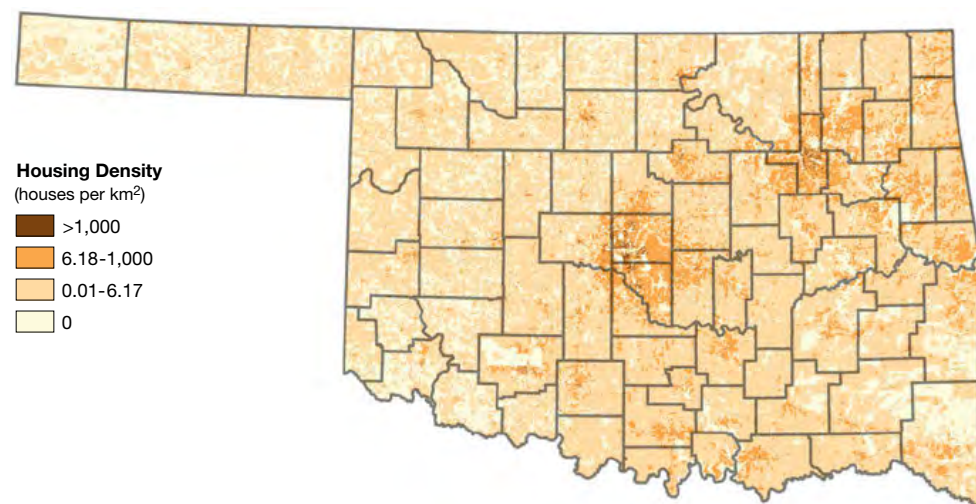 Housing Density
(houses per km²)
>1,000
6.18-1,000
0.01-6.17
0